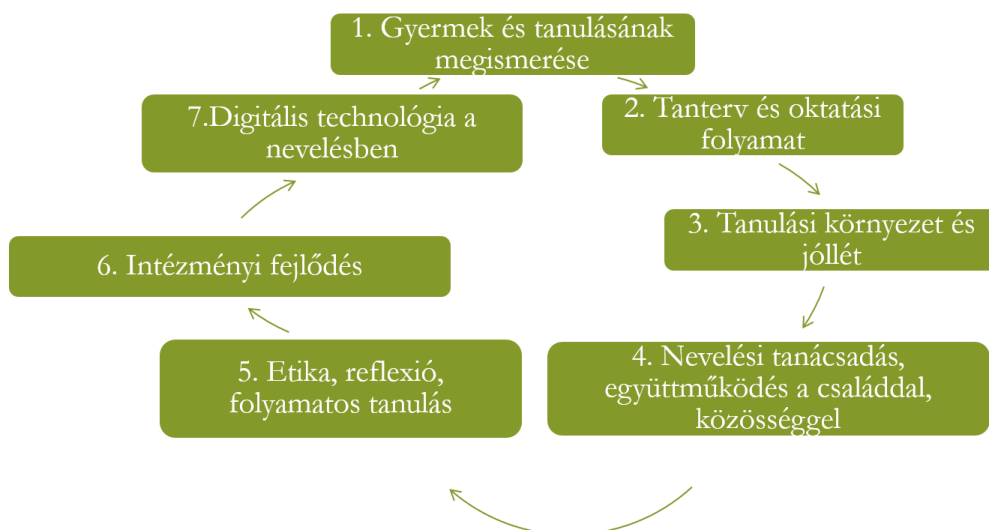 1. Gyermek és tanulásának
megismerése
2. Tanterv és oktatási
folyamat
3. Tanulási környezet és
jóllét
4. Nevelési tanácsadás,
együttműködés a családdal,
közösséggel
5. Etika, reflexió,
folyamatos tanulás
6. Intézményi fejlődés
7.Digitális technológia a
nevelésben